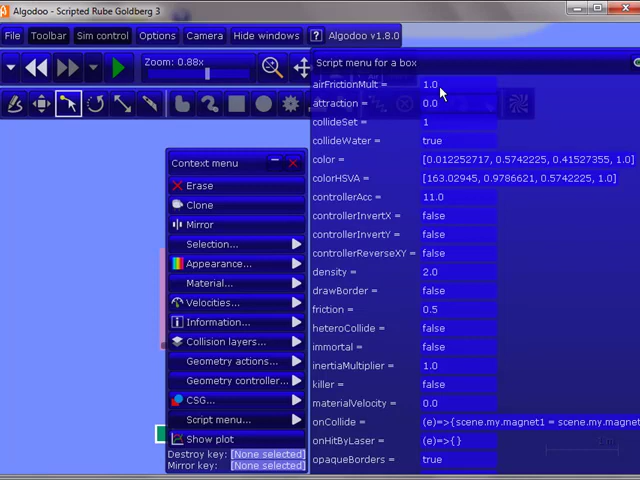 Algodoo - Scripted Rube Goldberg 3
File Toolbar Sim control Options Camera Hide windows ? Algodoo v1.8.0
Zoom: 0.88x
Script menu for a box
airFrictionMult = 1.0
attraction = 0.0
collideSet = 1
collideWater = true
color = [0.012252717, 0.5742225, 0.41527355, 1.0]
colorHSVA = [163.02945, 0.9786621, 0.5742225, 1.0]
controllerAcc = 11.0
controllerInvertX = false
controllerInvertY = false
controllerReverseXY = false
density = 2.0
drawBorder = false
friction = 0.5
heteroCollide = false
immortal = false
inertiaMultiplier = 1.0
killer = false
materialVelocity = 0.0
onCollide = (e)=>{scene.my.magnet1 = scene.my.magnet
onHitByLaser = (e)=>{}
opaqueBorders = true
Context menu
Erase
Clone
Mirror
Selection...
Appearance...
Material...
Velocities...
Information...
Collision layers...
Geometry actions...
Geometry controller...
CSG...
Script menu...
Show plot
Destroy key: [None selected]
Mirror key: [None selected]